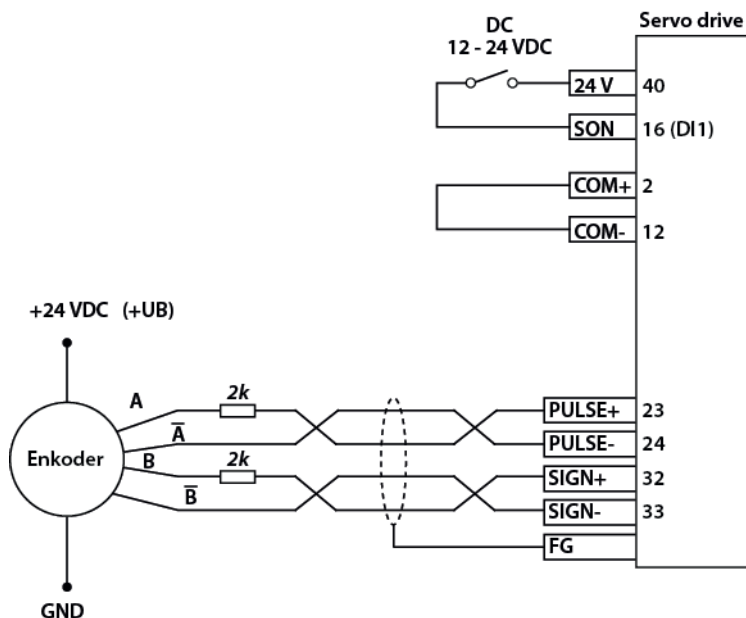 Servo drive
DC
12 - 24 VDC
24 V 40
SON 16 (DI1)
COM+ 2
COM- 12
+24 VDC (+UB)
A 2k
PULSE+ 23
A̅
PULSE- 24
Enkoder
B 2k
SIGN+ 32
B̅
SIGN- 33
FG
GND